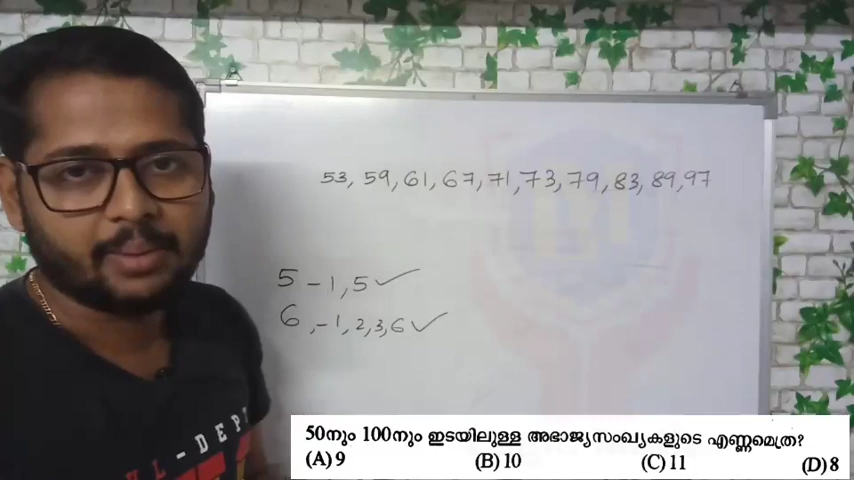 53, 59, 61, 67, 71, 73, 79, 83, 89, 97
5 - 1, 5 ✓
6, - 1, 2, 3, 6 ✓
L-DEP
50നും 100നും ഇടയിലുള്ള അഭാജ്യസംഖ്യകളുടെ എണ്ണമെത്ര?
(A) 9 (B) 10 (C) 11 (D) 8